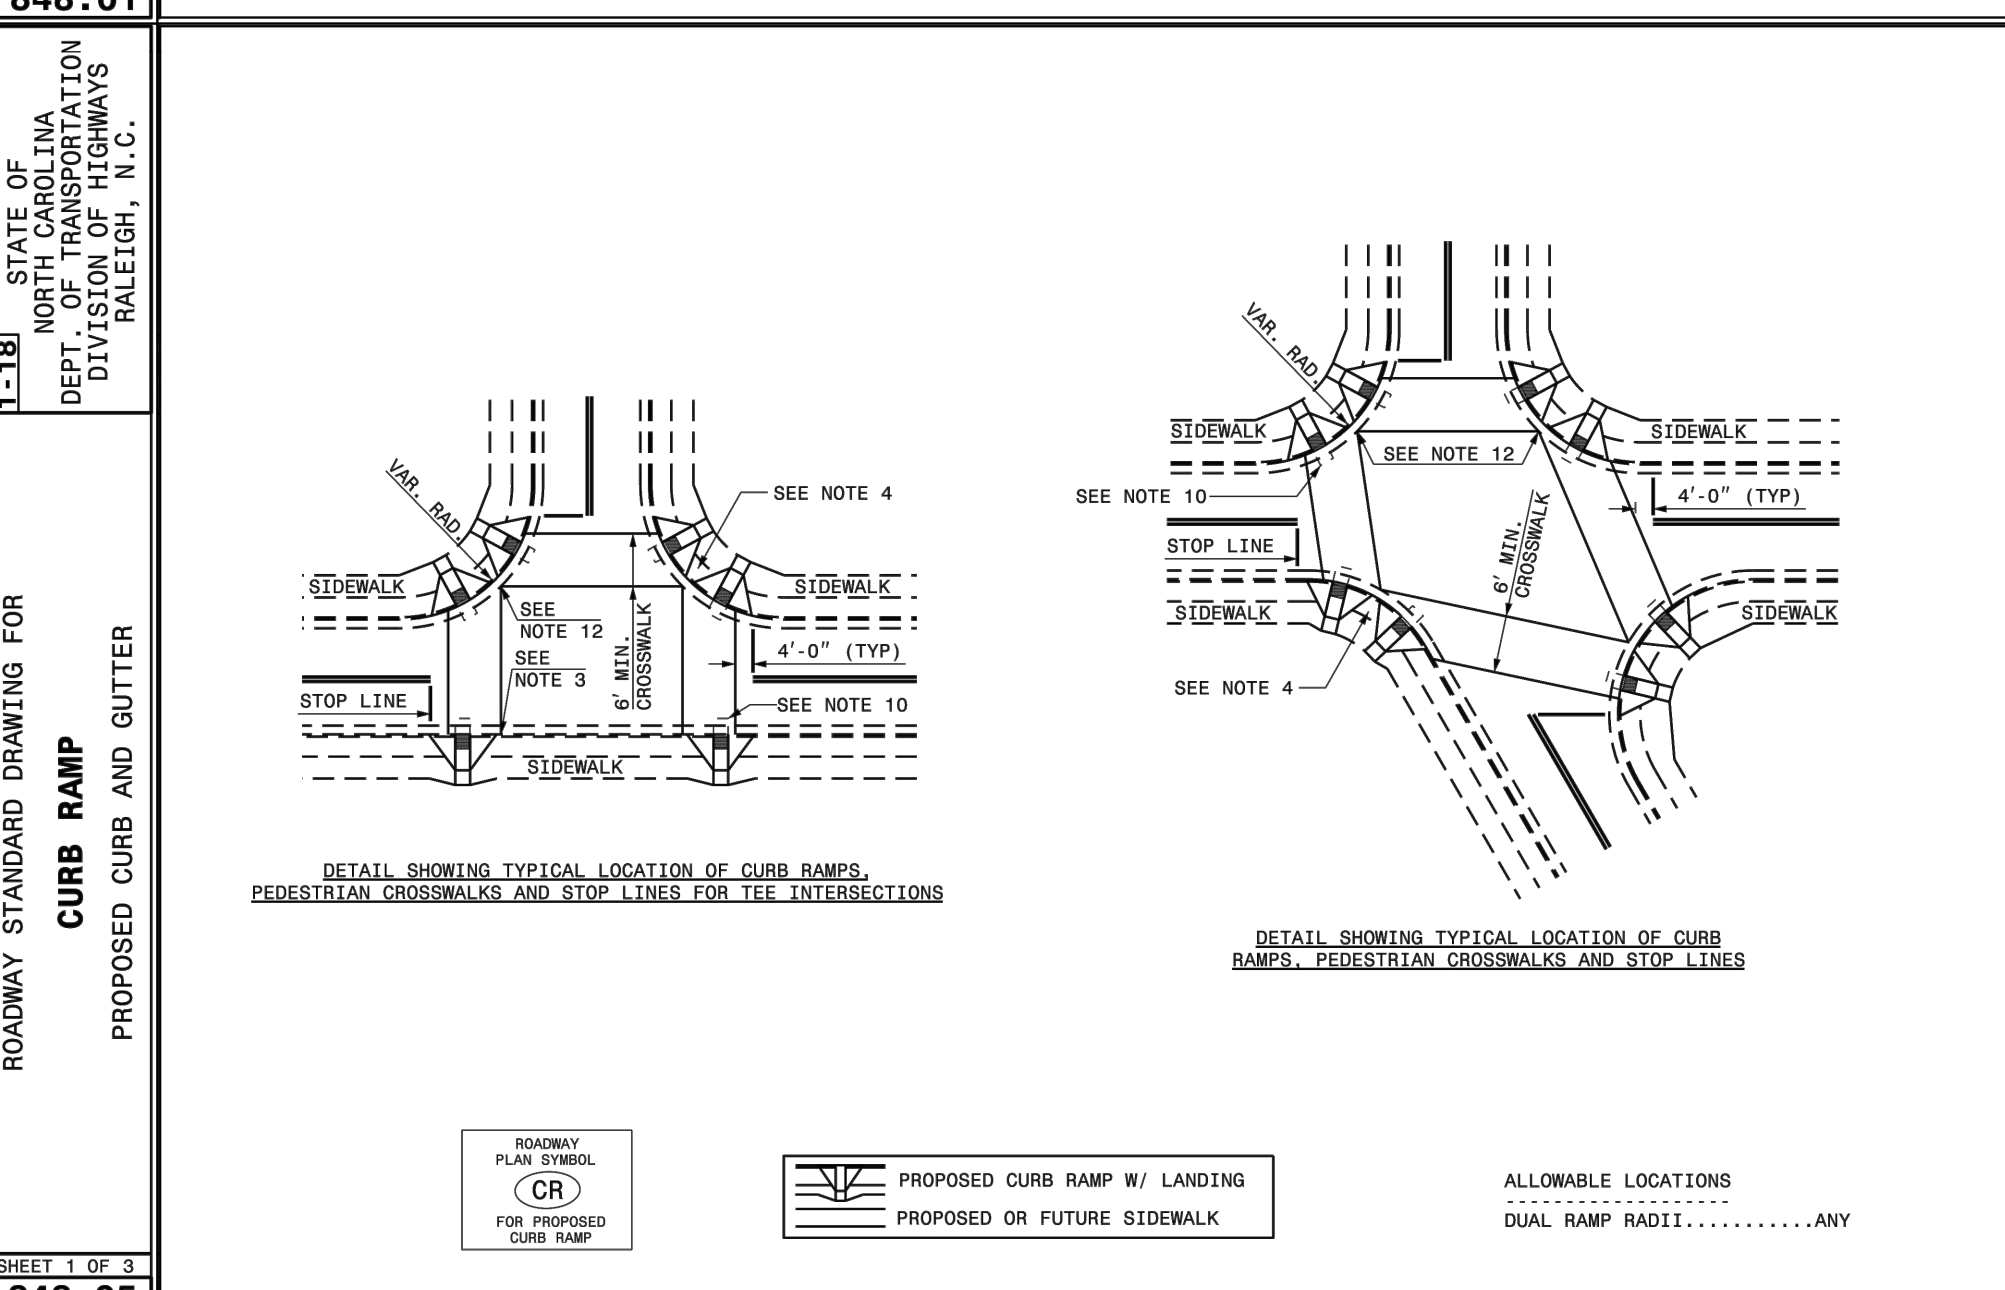 848.01
STATE OF
NORTH CAROLINA
DEPT. OF TRANSPORTATION
DIVISION OF HIGHWAYS
RALEIGH, N.C.
1-18
ROADWAY STANDARD DRAWING FOR
CURB RAMP
PROPOSED CURB AND GUTTER
SHEET 1 OF 3
VAR. RAD.
SEE NOTE 4
SIDEWALK
SIDEWALK
SEE
NOTE 12
SEE
NOTE 3
6' MIN.
CROSSWALK
4'-0" (TYP)
STOP LINE
SEE NOTE 10
SIDEWALK
DETAIL SHOWING TYPICAL LOCATION OF CURB RAMPS,
PEDESTRIAN CROSSWALKS AND STOP LINES FOR TEE INTERSECTIONS
VAR. RAD.
SIDEWALK
SIDEWALK
SEE NOTE 12
SEE NOTE 10
4'-0" (TYP)
STOP LINE
6' MIN.
CROSSWALK
SIDEWALK
SIDEWALK
SEE NOTE 4
DETAIL SHOWING TYPICAL LOCATION OF CURB
RAMPS, PEDESTRIAN CROSSWALKS AND STOP LINES
ROADWAY
PLAN SYMBOL
CR
FOR PROPOSED
CURB RAMP
PROPOSED CURB RAMP W/ LANDING
PROPOSED OR FUTURE SIDEWALK
ALLOWABLE LOCATIONS
-------------------
DUAL RAMP RADII...........ANY